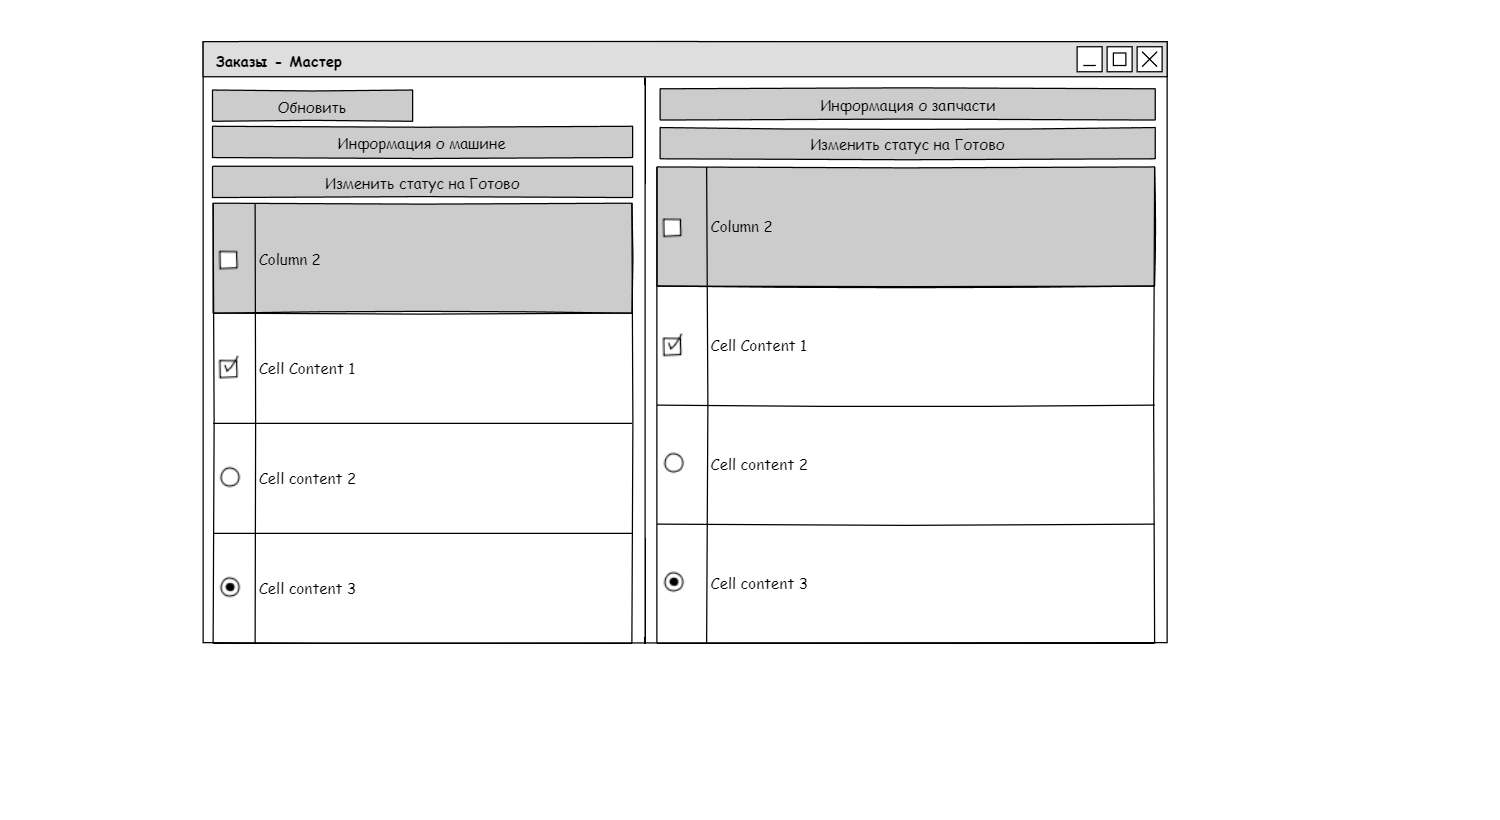 Заказы - Мастер
Обновить
Информация о машине
Изменить статус на Готово
Column 2
Cell Content 1
Cell content 2
Cell content 3
Информация о запчасти
Изменить статус на Готово
Column 2
Cell Content 1
Cell content 2
Cell content 3